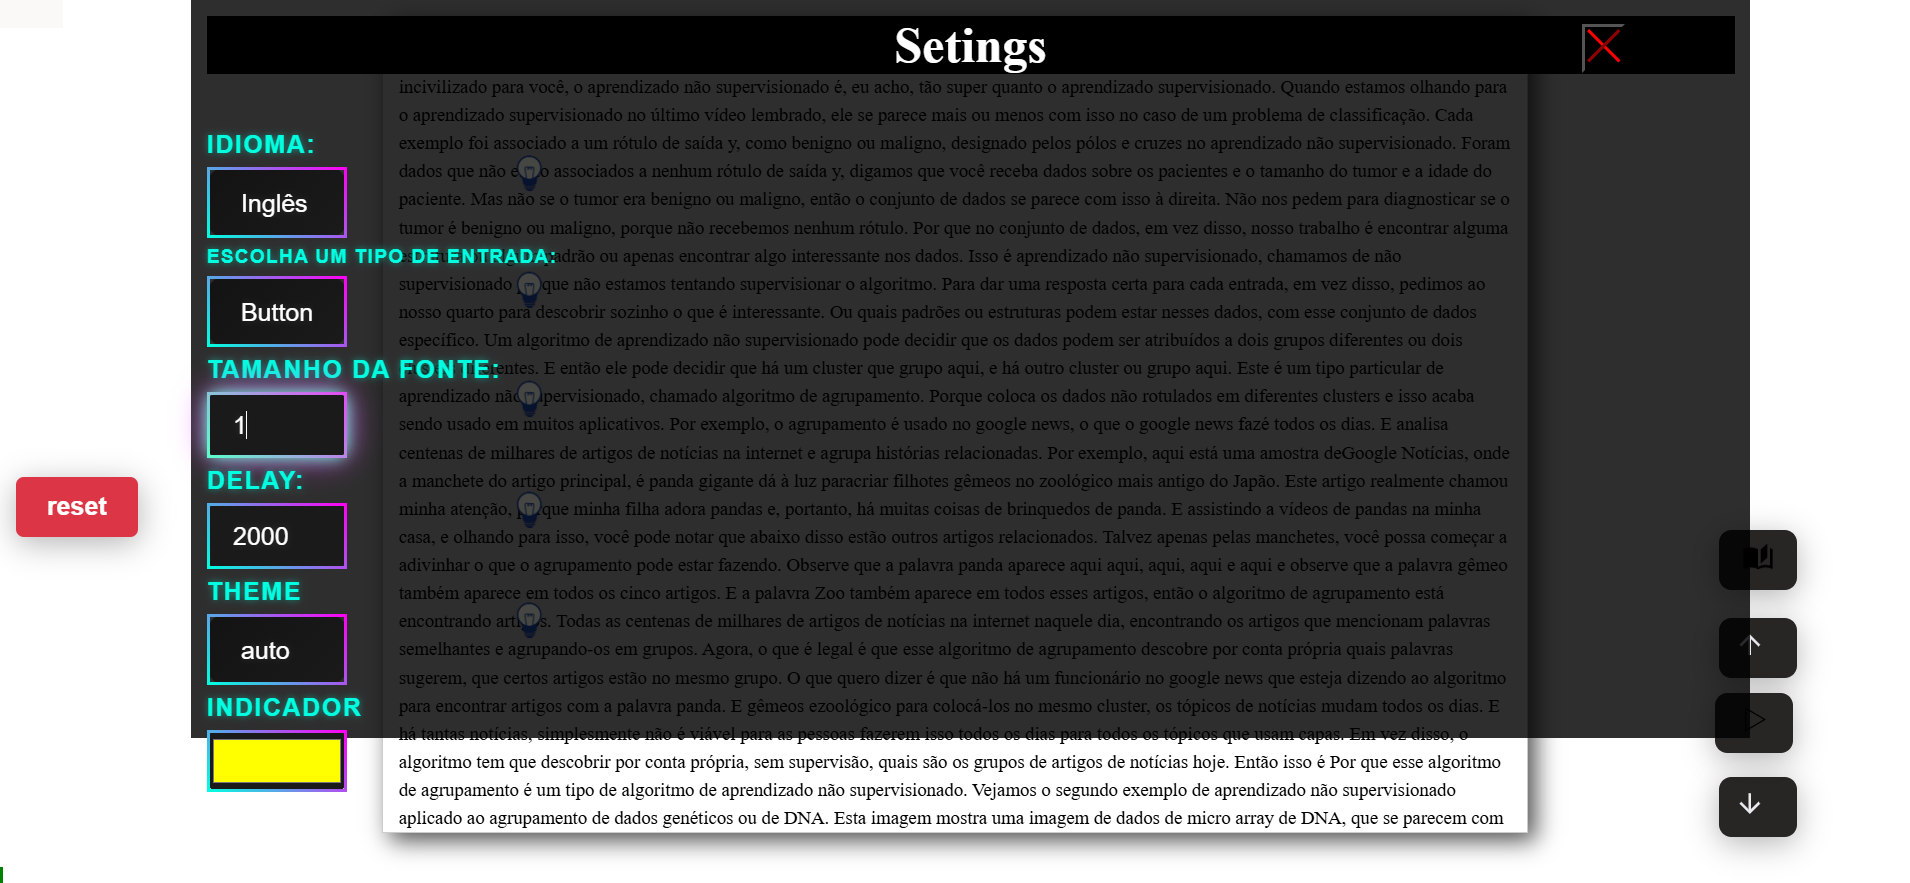 Setings
incivilizado para você, o aprendizado não supervisionado é, eu acho, tão super quanto o aprendizado supervisionado. Quando estamos olhando para
o aprendizado supervisionado no último vídeo lembrado, ele se parece mais ou menos com isso no caso de um problema de classificação. Cada
IDIOMA:
exemplo foi associado a um rótulo de saída y, como benigno ou maligno, designado pelos pólos e cruzes no aprendizado não supervisionado. Foram
dados que não associados a nenhum rótulo de saída y, digamos que você receba dados sobre os pacientes e o tamanho do tumor e a idade do
Inglês
paciente. Mas não se o tumor era benigno ou maligno, então o conjunto de dados se parece com isso à direita. Não nos pedem para diagnosticar se o
tumor é benigno ou maligno, porque não recebemos nenhum rótulo. Por que no conjunto de dados, em vez disso, nosso trabalho é encontrar alguma
ESCOLHA UM TIPO DE ENTRADA:
ou apenas encontrar algo interessante nos dados. Isso é aprendizado não supervisionado, chamamos de não
supervisionado que não estamos tentando supervisionar o algoritmo. Para dar uma resposta certa para cada entrada, em vez disso, pedimos ao
Button
nosso quarto para descobrir sozinho o que é interessante. Ou quais padrões ou estruturas podem estar nesses dados, com esse conjunto de dados
específico. Um algoritmo de aprendizado não supervisionado pode decidir que os dados podem ser atribuídos a dois grupos diferentes ou dois
TAMANHO DA FONTE:
E então ele pode decidir que há um cluster que grupo aqui, e há outro cluster ou grupo aqui. Este é um tipo particular de
aprendizado chamado algoritmo de agrupamento. Porque coloca os dados não rotulados em diferentes clusters e isso acaba
1
sendo usado em muitos aplicativos. Por exemplo, o agrupamento é usado no google news, o que o google news fazé todos os dias. E analisa
centenas de milhares de artigos de notícias na internet e agrupa histórias relacionadas. Por exemplo, aqui está uma amostra deGoogle Notícias, onde
DELAY:
a manchete do artigo principal, é panda gigante dá à luz paracriar filhotes gêmeos no zoológico mais antigo do Japão. Este artigo realmente chamou
reset
minha atenção, minha filha adora pandas e, portanto, há muitas coisas de brinquedos de panda. E assistindo a vídeos de pandas na minha
2000
casa, e olhando para isso, você pode notar que abaixo disso estão outros artigos relacionados. Talvez apenas pelas manchetes, você possa começar a
adivinhar o que o agrupamento pode estar fazendo. Observe que a palavra panda aparece aqui aqui, aqui, aqui e aqui e observe que a palavra gêmeo
THEME
também aparece em todos os cinco artigos. E a palavra Zoo também aparece em todos esses artigos, então o algoritmo de agrupamento está
encontrando Todas as centenas de milhares de artigos de notícias na internet naquele dia, encontrando os artigos que mencionam palavras
auto
semelhantes e agrupando-os em grupos. Agora, o que é legal é que esse algoritmo de agrupamento descobre por conta própria quais palavras
sugerem, que certos artigos estão no mesmo grupo. O que quero dizer é que não há um funcionário no google news que esteja dizendo ao algoritmo
INDICADOR
para encontrar artigos com a palavra panda. E gêmeos ezoológico para colocá-los no mesmo cluster, os tópicos de notícias mudam todos os dias. E
há tantas notícias, simplesmente não é viável para as pessoas fazerem isso todos os dias para todos os tópicos que usam capas. Em vez disso, o
algoritmo tem que descobrir por conta própria, sem supervisão, quais são os grupos de artigos de notícias hoje. Então isso é Por que esse algoritmo
de agrupamento é um tipo de algoritmo de aprendizado não supervisionado. Vejamos o segundo exemplo de aprendizado não supervisionado
aplicado ao agrupamento de dados genéticos ou de DNA. Esta imagem mostra uma imagem de dados de micro array de DNA, que se parecem com